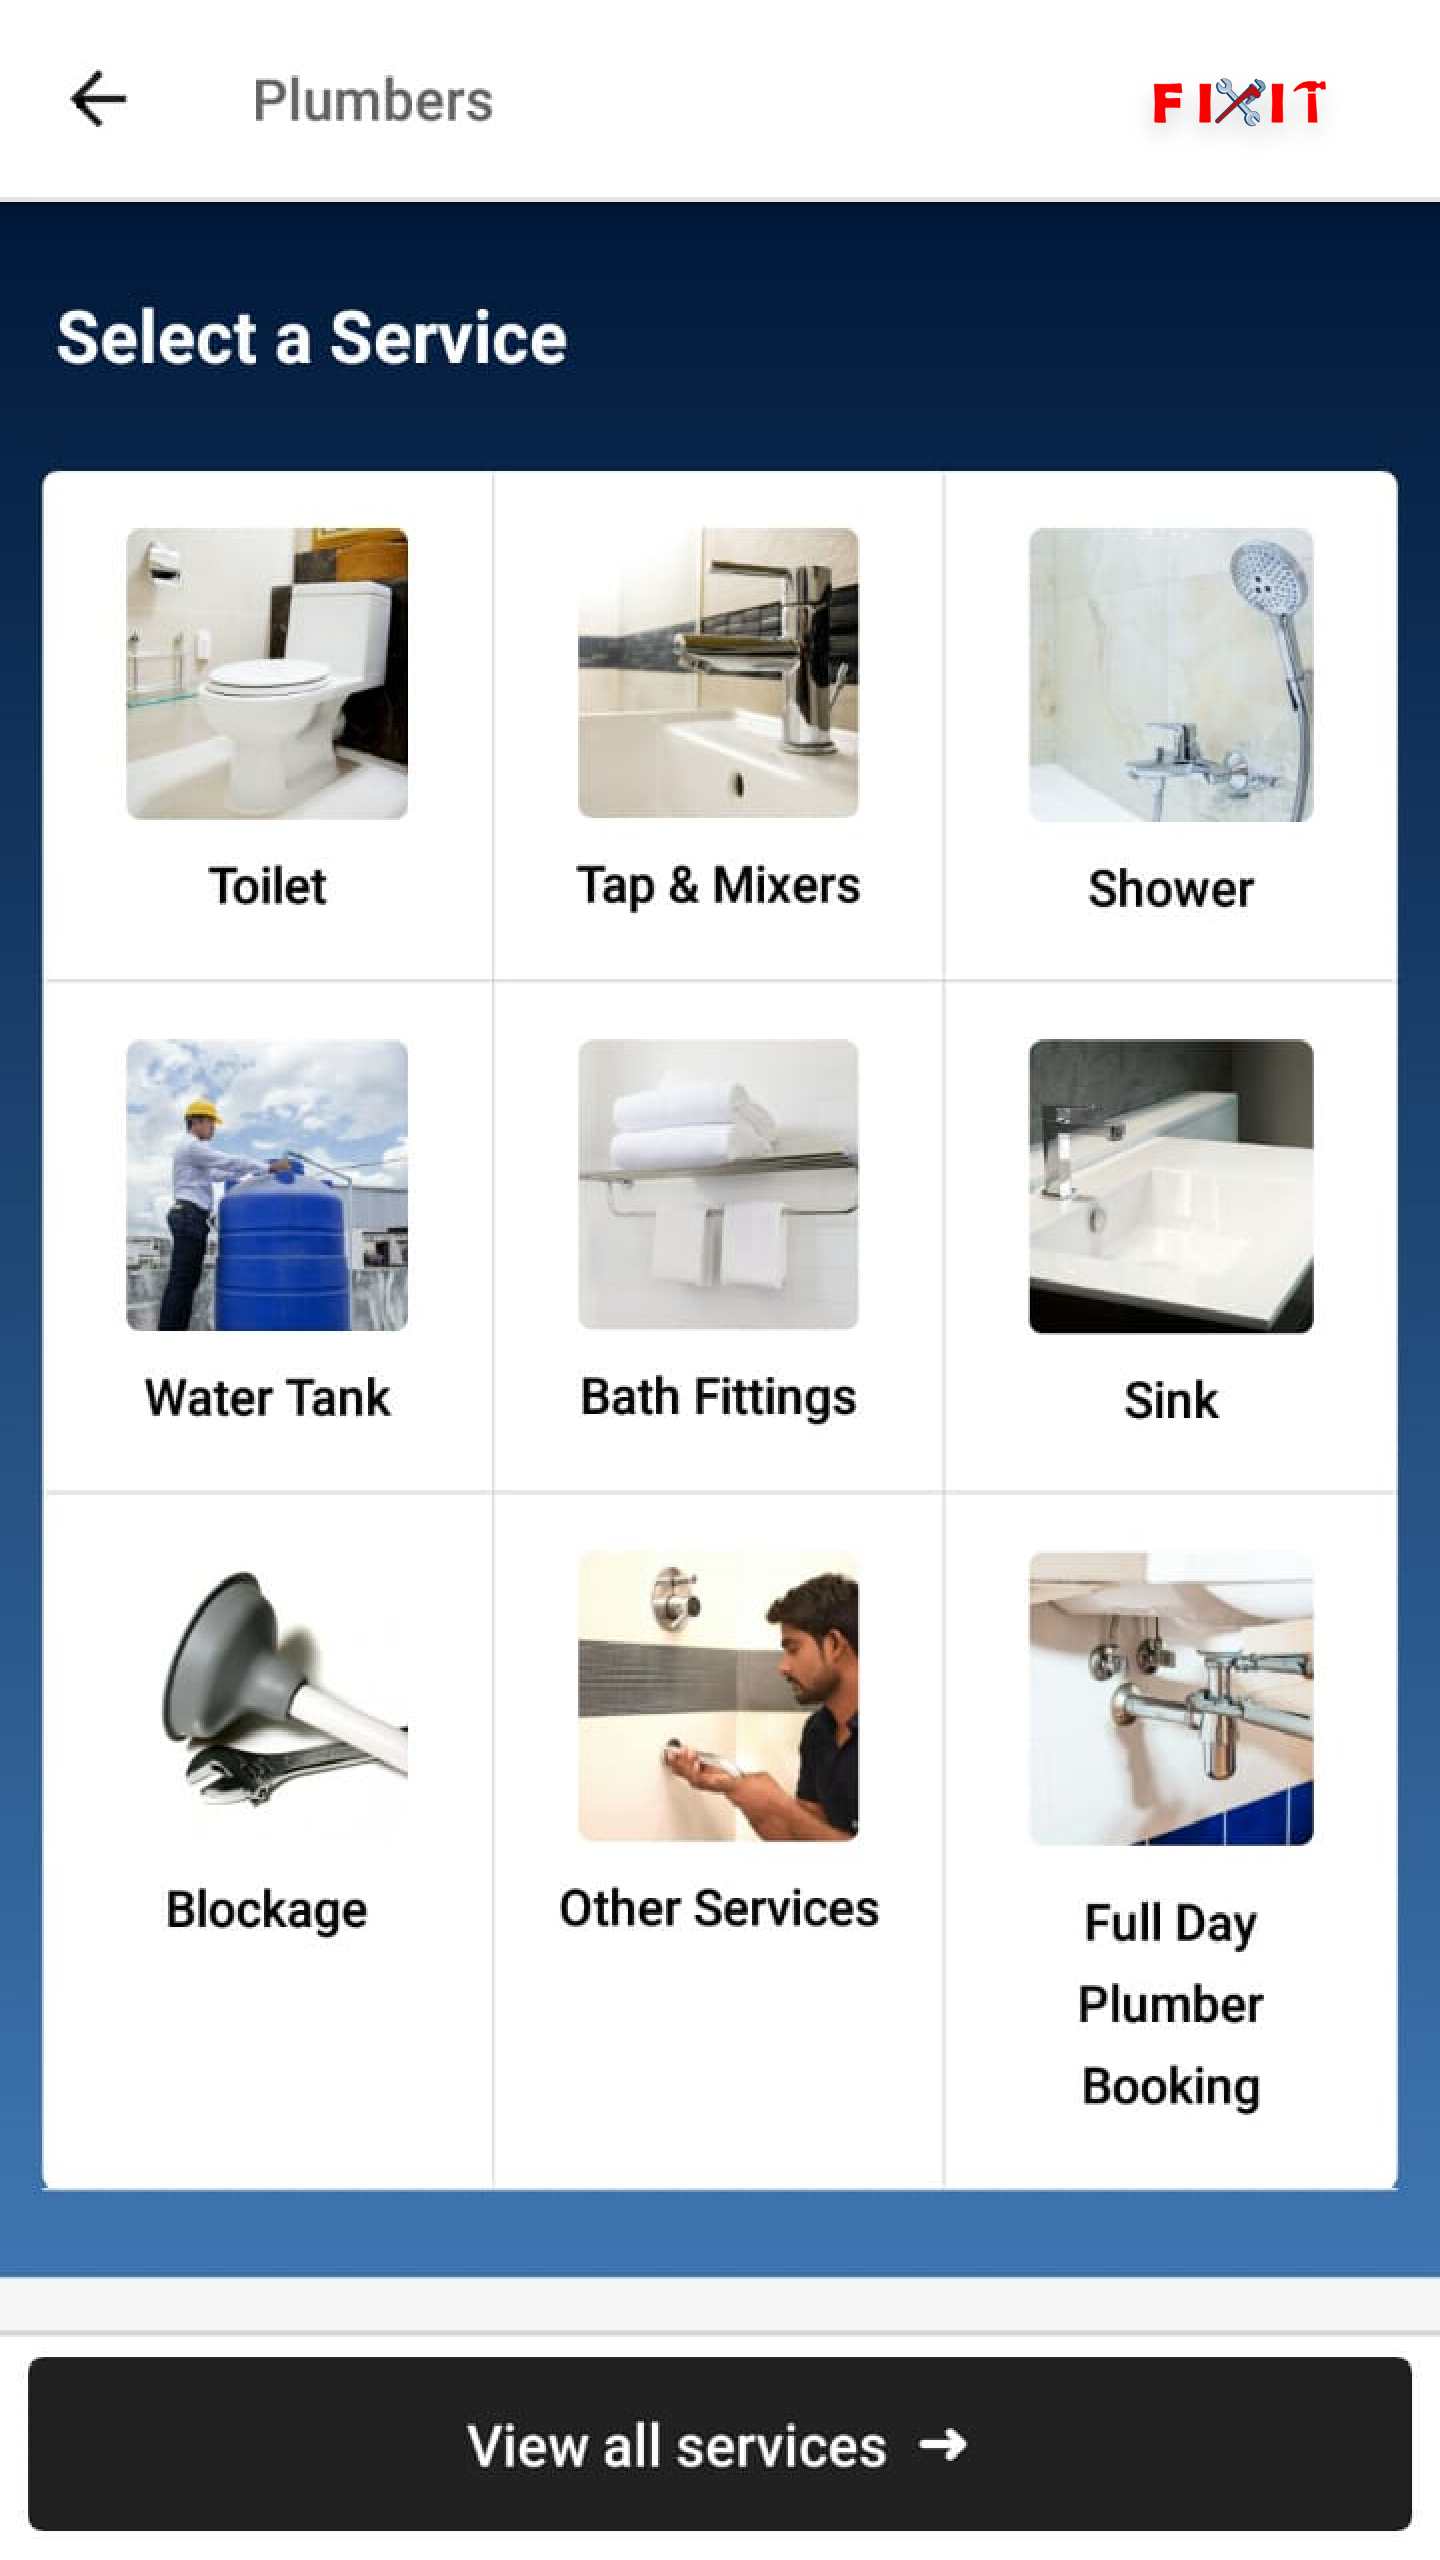 Plumbers
FIXIT
Select a Service
Toilet
Tap & Mixers
Shower
Water Tank
Bath Fittings
Sink
Blockage
Other Services
Full Day
Plumber
Booking
View all services →